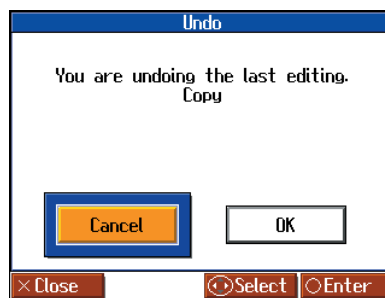 Undo
You are undoing the last editing.
Copy
Cancel
OK
×Close
Select
○Enter